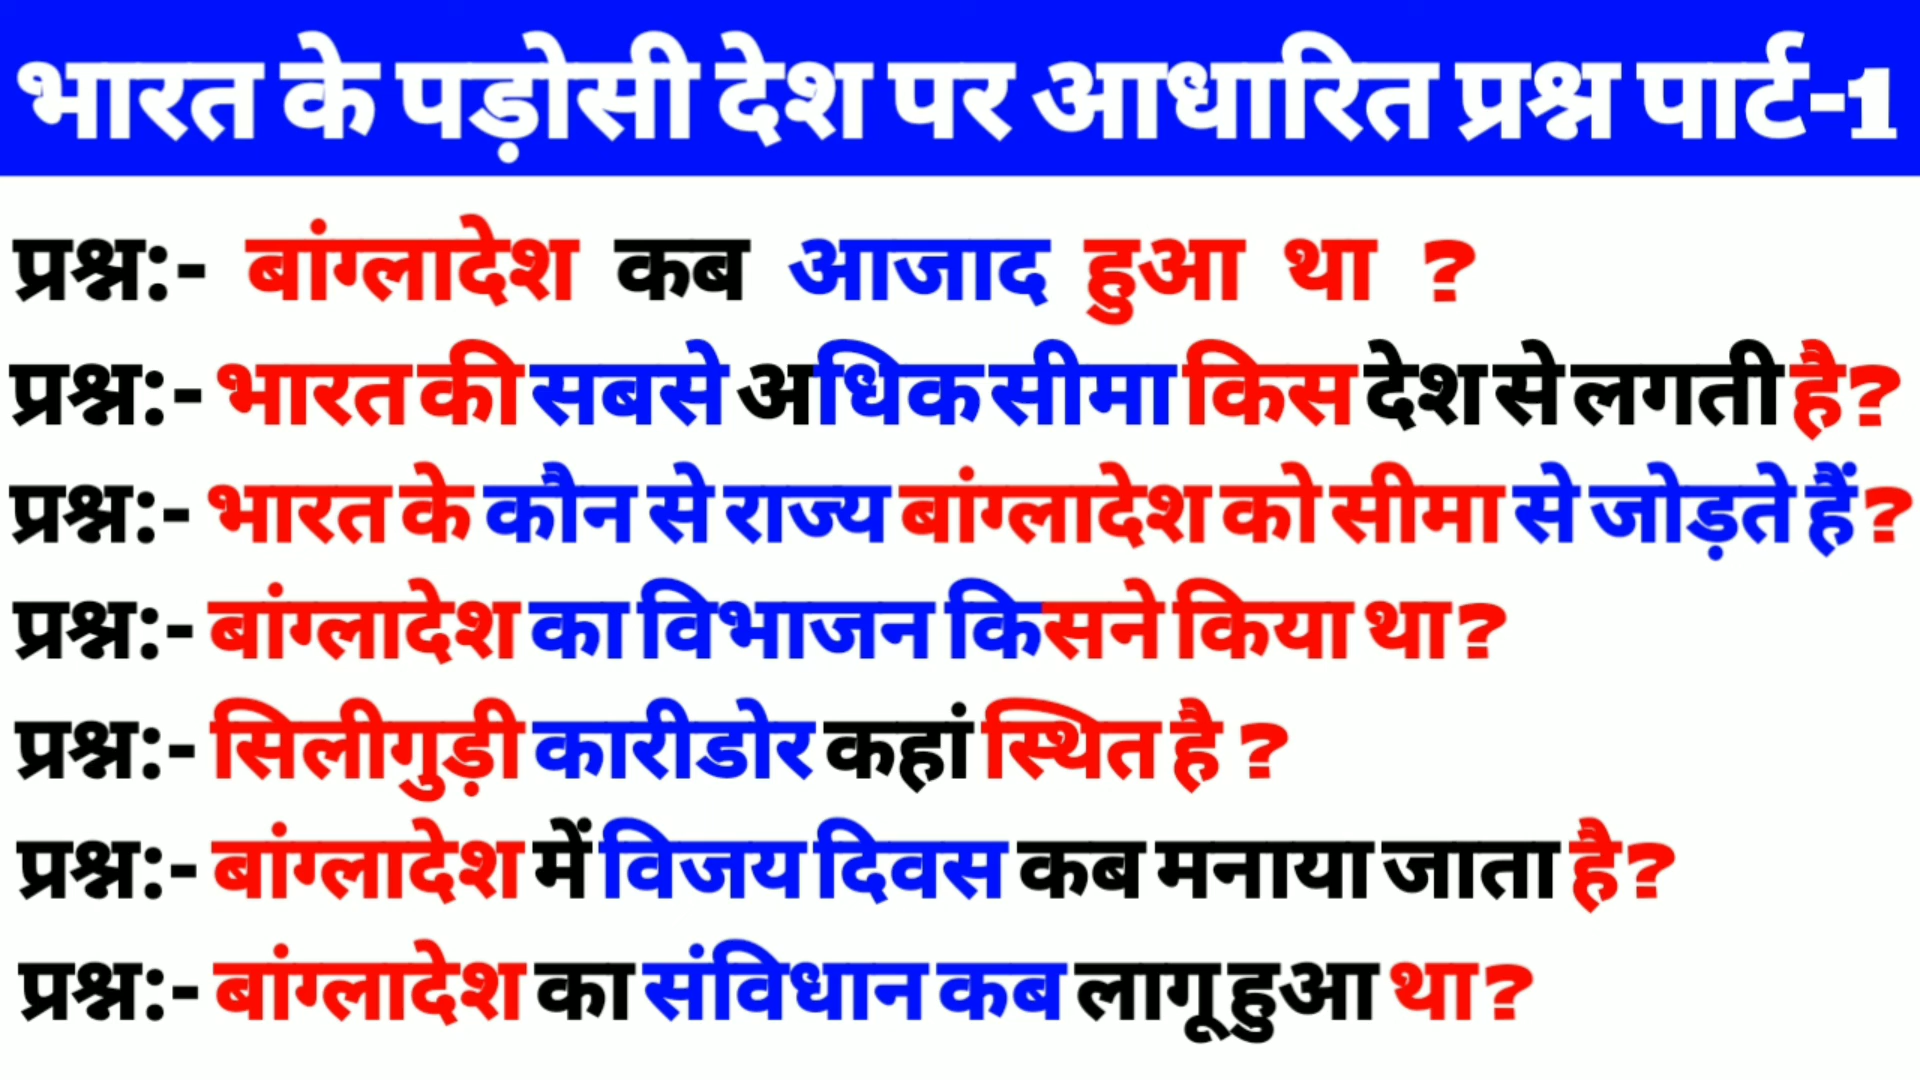 भारत के पड़ोसी देश पर आधारित प्रश्न पार्ट-1
प्रश्न:- बांग्लादेश कब आजाद हुआ था ?
प्रश्न:- भारत की सबसे अधिक सीमा किस देश से लगती है?
प्रश्न:- भारत के कौन से राज्य बांग्लादेश को सीमा से जोड़ते हैं?
प्रश्न:- बांग्लादेश का विभाजन किसने किया था?
प्रश्न:- सिलीगुड़ी कारीडोर कहां स्थित है ?
प्रश्न:- बांग्लादेश में विजय दिवस कब मनाया जाता है?
प्रश्न:- बांग्लादेश का संविधान कब लागू हुआ था?